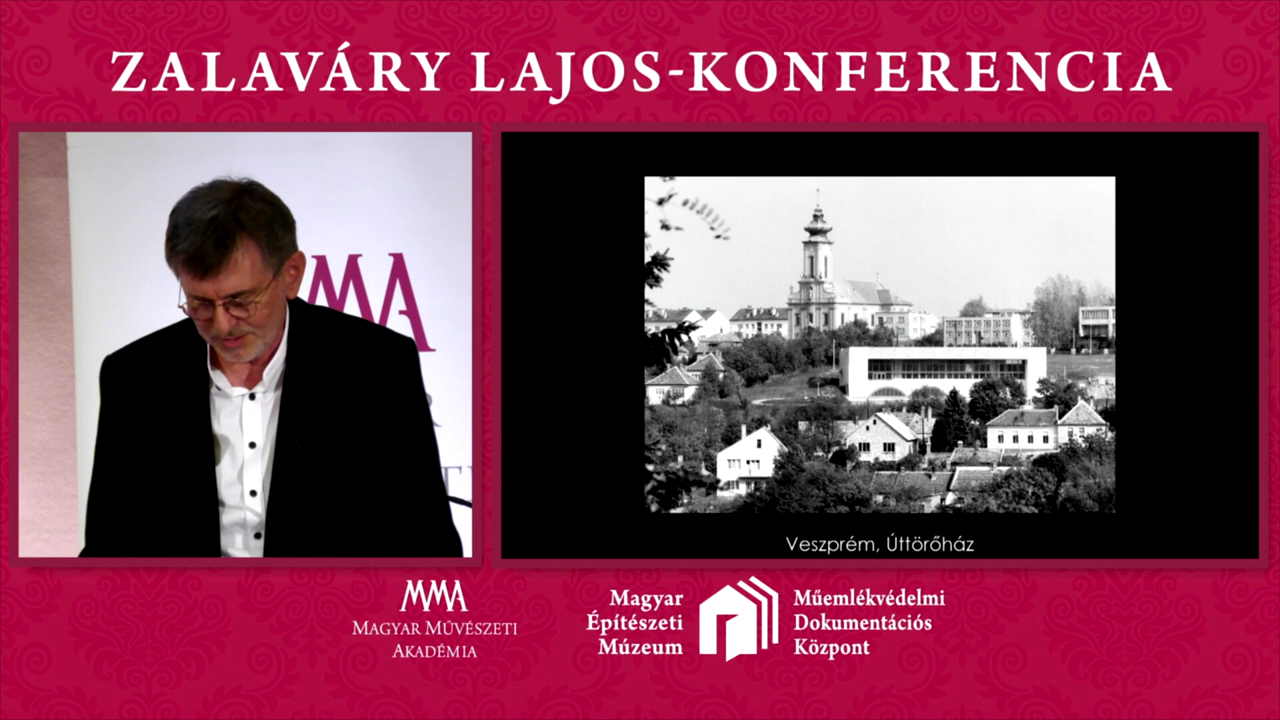 ZALAVÁRY LAJOS-KONFERENCIA
MMA
Veszprém, Úttörőház
MMA
MAGYAR MŰVÉSZETI
AKADÉMIA
Magyar
Építészeti
Múzeum
Műemlékvédelmi
Dokumentációs
Központ